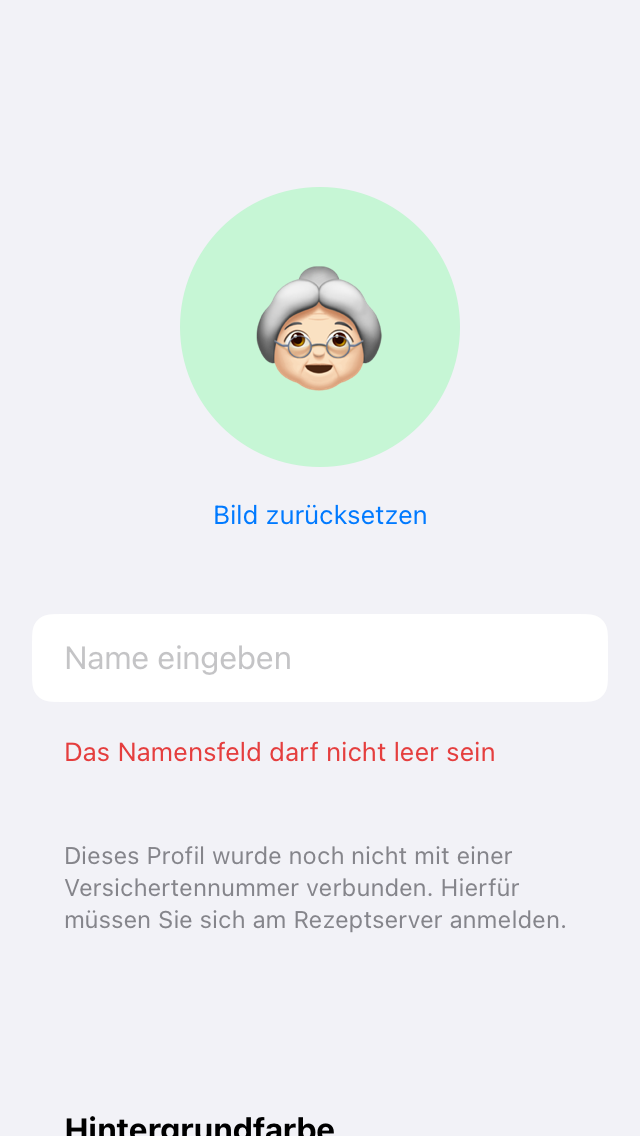 Bild zurücksetzen
Name eingeben
Das Namensfeld darf nicht leer sein
Dieses Profil wurde noch nicht mit einer
Versichertennummer verbunden. Hierfür
müssen Sie sich am Rezeptserver anmelden.
Hintergrundfarbe